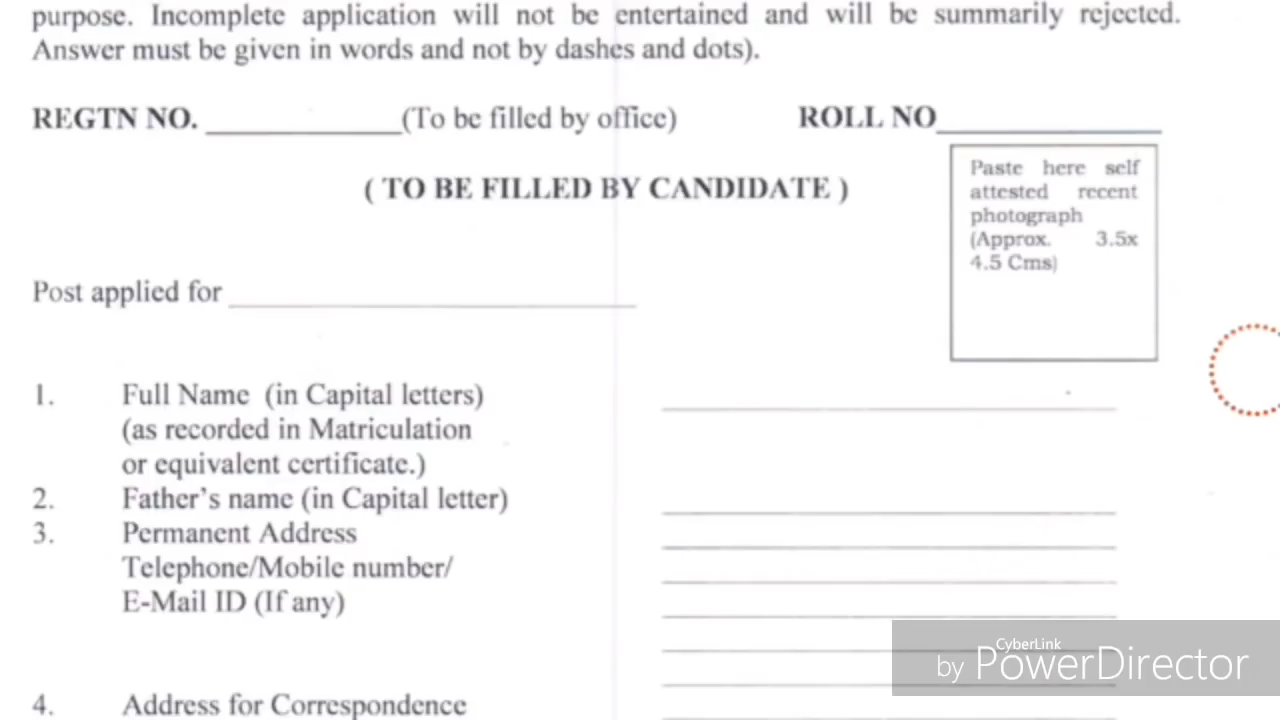 purpose. Incomplete application will not be entertained and will be summarily rejected.
Answer must be given in words and not by dashes and dots).
REGTN NO. ____________(To be filled by office)
ROLL NO______________
( TO BE FILLED BY CANDIDATE )
Paste here self
attested recent
photograph
(Approx. 3.5x
4.5 Cms)
Post applied for __________________________
1. Full Name (in Capital letters)
(as recorded in Matriculation
or equivalent certificate.)
2. Father's name (in Capital letter)
3. Permanent Address
Telephone/Mobile number/
E-Mail ID (If any)
4. Address for Correspondence
CyberLink
by PowerDirector